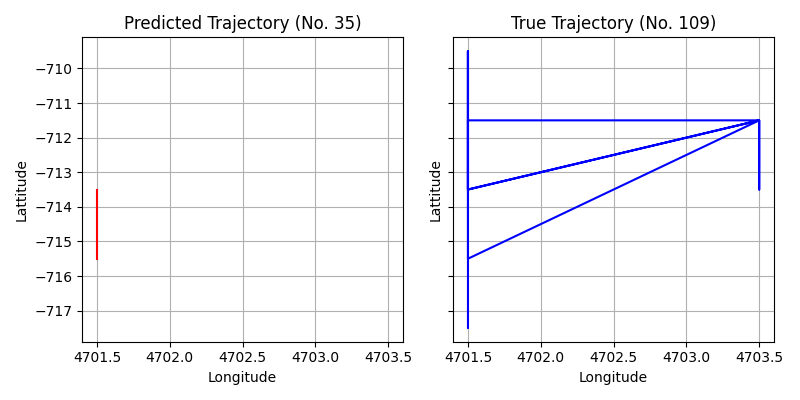 Predicted Trajectory (No. 35)
Lattitude
−710
−711
−712
−713
−714
−715
−716
−717
4701.5 4702.0 4702.5 4703.0 4703.5
Longitude
True Trajectory (No. 109)
Lattitude
4701.5 4702.0 4702.5 4703.0 4703.5
Longitude